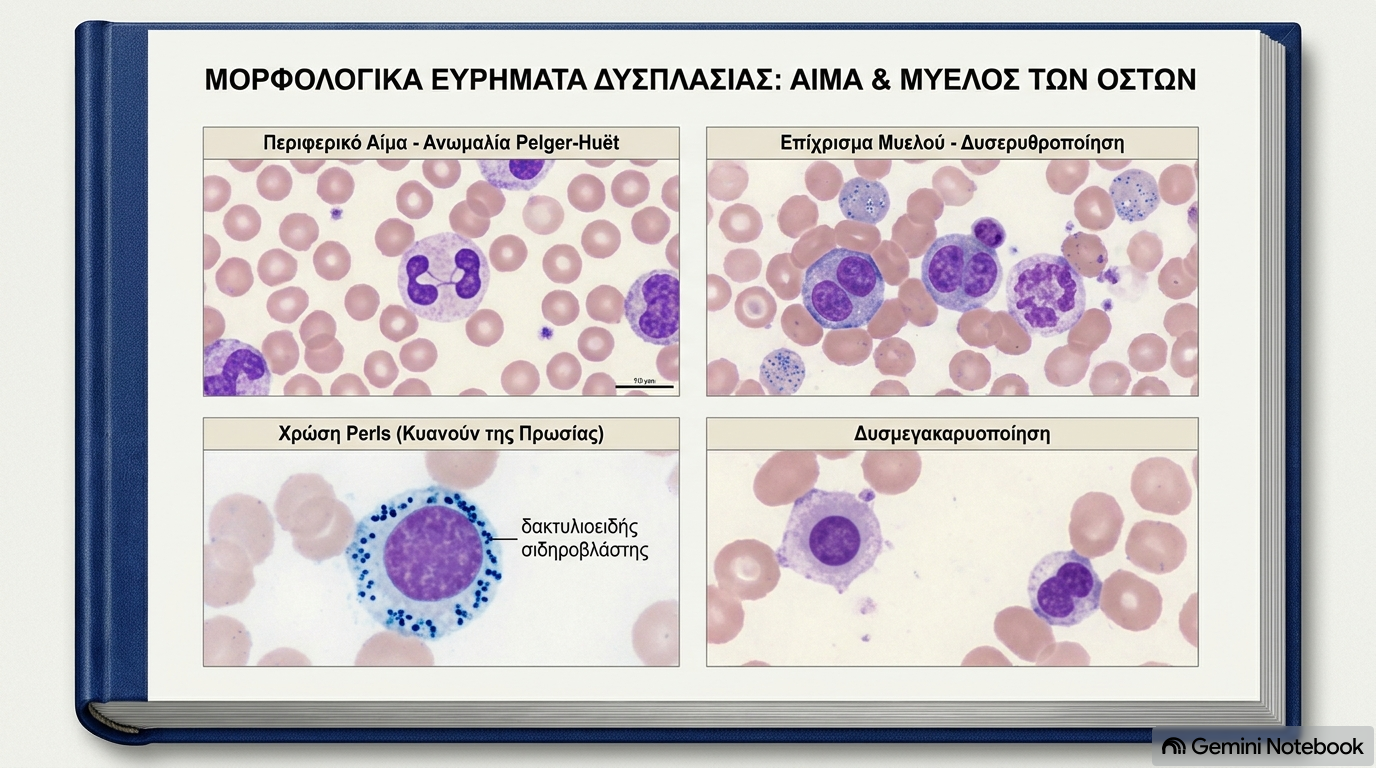 ΜΟΡΦΟΛΟΓΙΚΑ ΕΥΡΗΜΑΤΑ ΔΥΣΠΛΑΣΙΑΣ: ΑΙΜΑ & ΜΥΕΛΟΣ ΤΩΝ ΟΣΤΩΝ
Περιφερικό Αίμα - Ανωμαλία Pelger-Huët
Επίχρισμα Μυελού - Δυσερυθροποίηση
Χρώση Perls (Κυανούν της Πρωσίας)
δακτυλιοειδής
σιδηροβλάστης
Δυσμεγακαρυοποίηση
Gemini Notebook